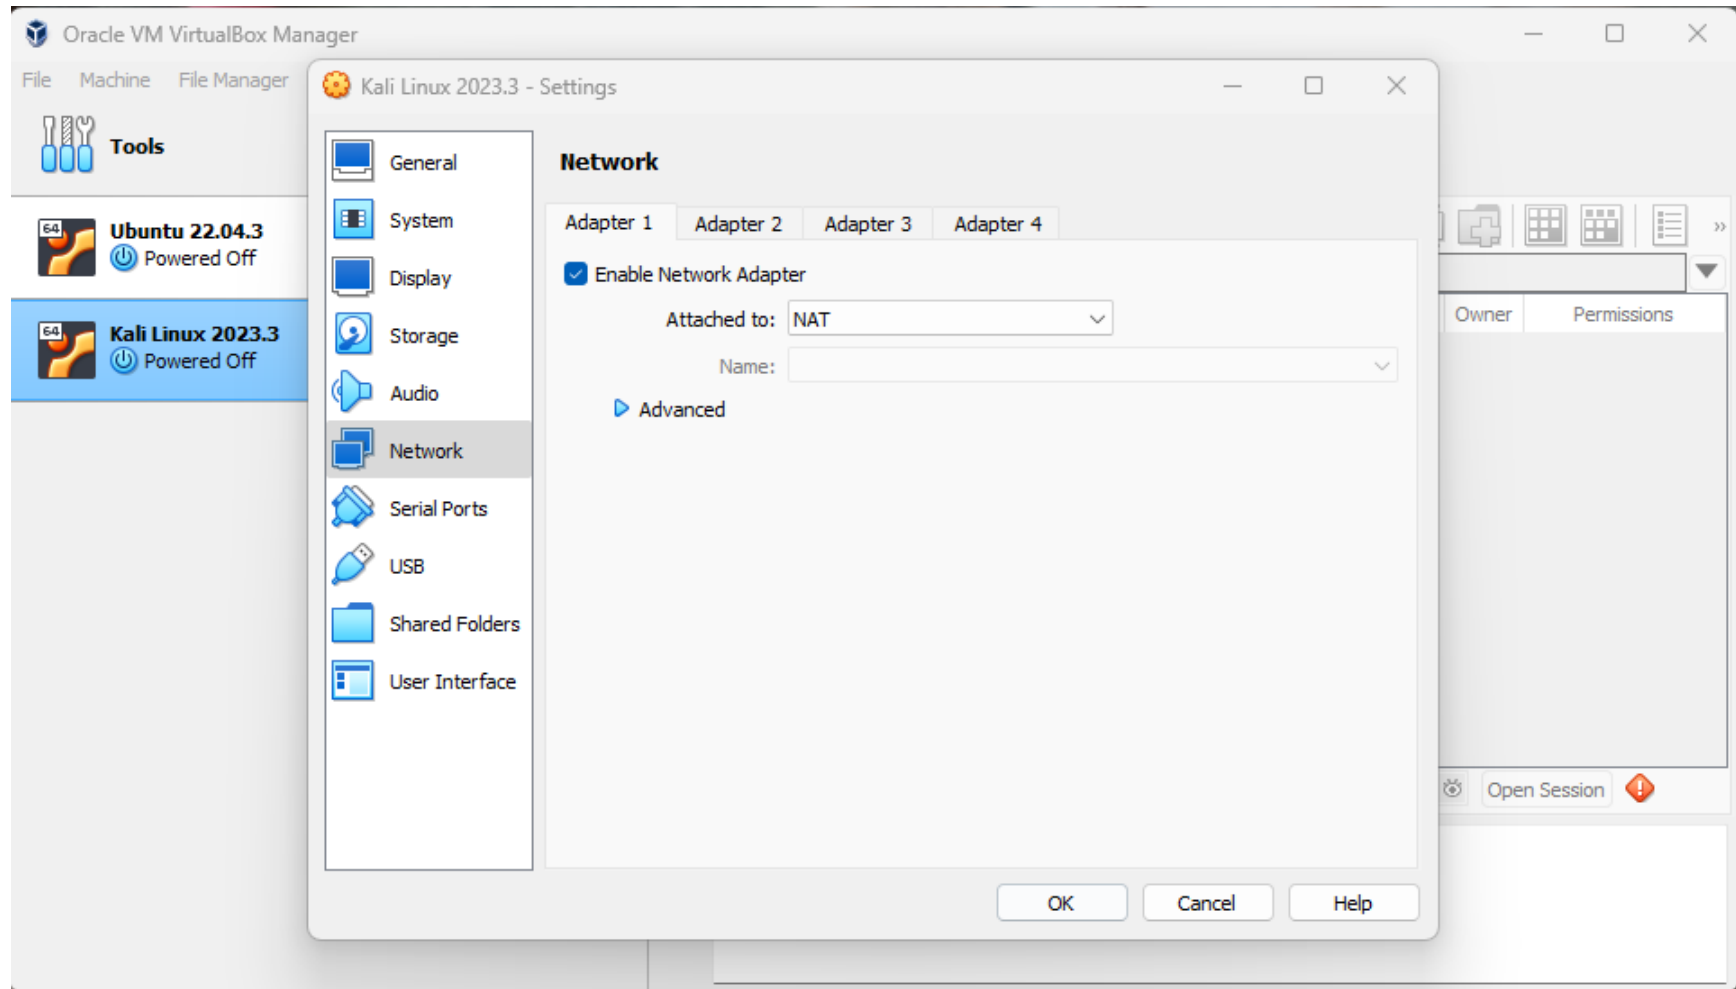 Oracle VM VirtualBox Manager
File Machine File Manager
Tools
64
Ubuntu 22.04.3
Powered Off
64
Kali Linux 2023.3
Powered Off
Kali Linux 2023.3 - Settings
General
System
Display
Storage
Audio
Network
Serial Ports
USB
Shared Folders
User Interface
Network
Adapter 1 Adapter 2 Adapter 3 Adapter 4
Enable Network Adapter
Attached to: NAT
Name:
Advanced
OK Cancel Help
»
Owner Permissions
Open Session